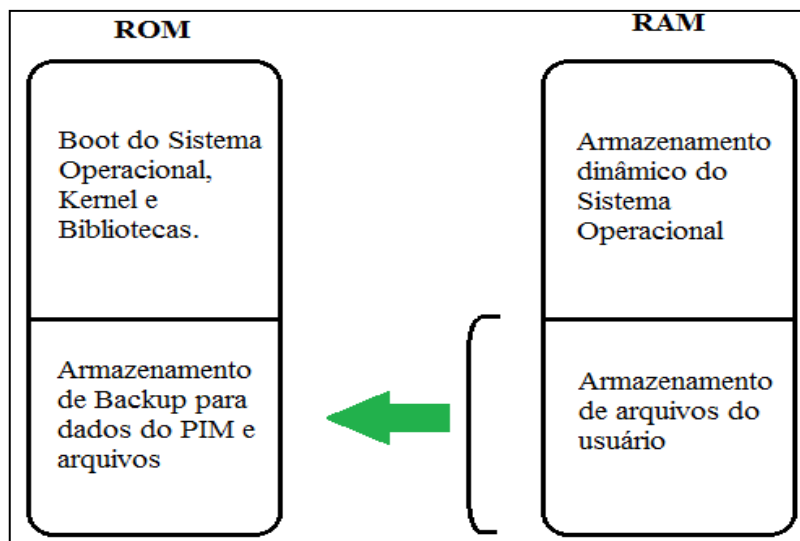 ROM
Boot do Sistema
Operacional,
Kernel e
Bibliotecas.
Armazenamento
de Backup para
dados do PIM e
arquivos
RAM
Armazenamento
dinâmico do
Sistema
Operacional
Armazenamento
de arquivos do
usuário